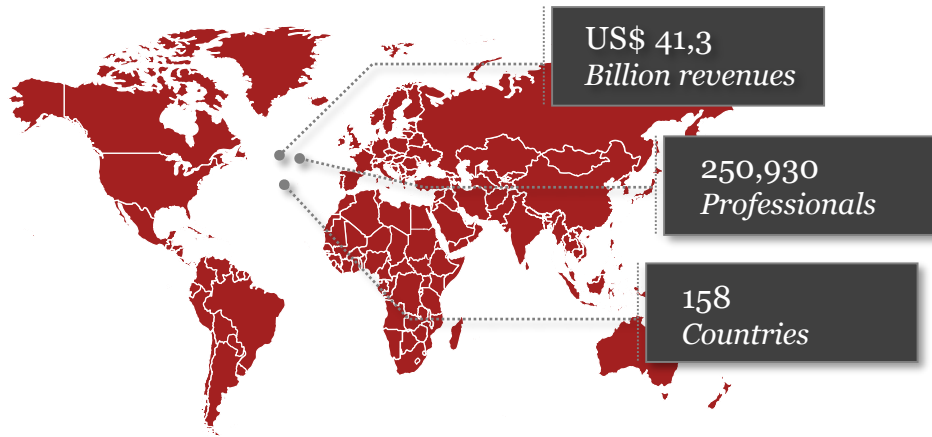 US$ 41,3
Billion revenues
250,930
Professionals
158
Countries